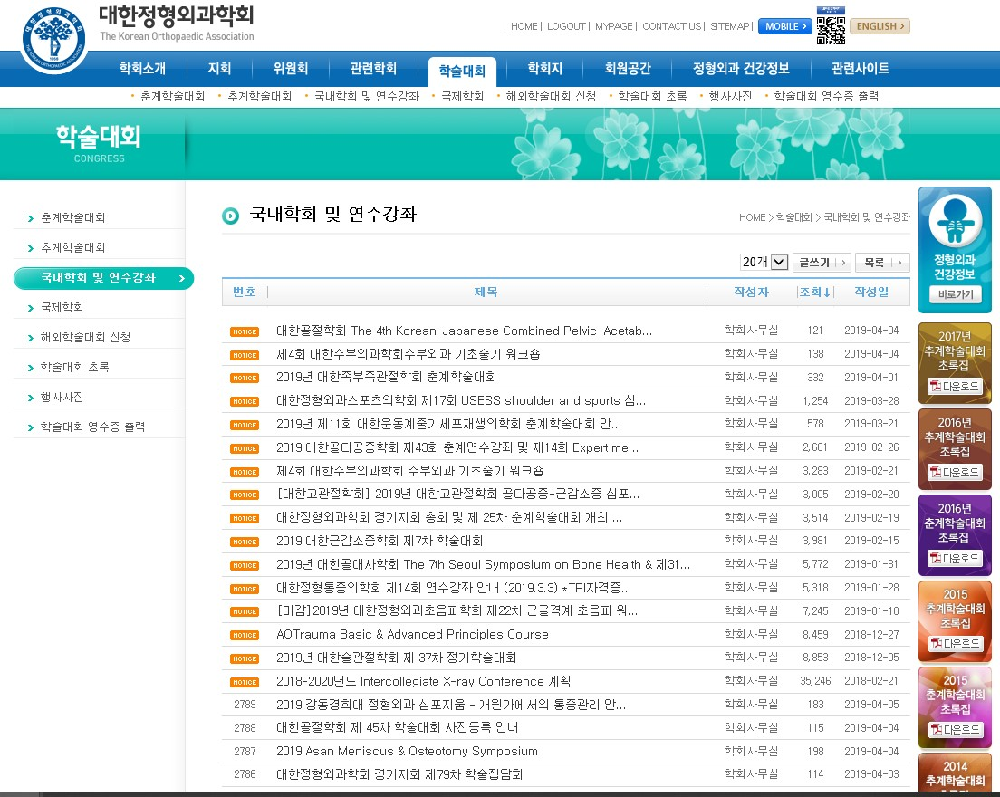 대한정형외과학회
The Korean Orthopaedic Association
HOME | LOGOUT | MYPAGE | CONTACT US | SITEMAP | MOBILE > ENGLISH >
학회소개 지회 위원회 관련학회 학술대회 학회지 회원공간 정형외과 건강정보 관련사이트
• 춘계학술대회 • 추계학술대회 • 국내학회 및 연수강좌 • 국제학회 • 해외학술대회 신청 • 학술대회 초록 • 행사사진 • 학술대회 영수증 출력
학술대회
CONGRESS
춘계학술대회
추계학술대회
국내학회 및 연수강좌
국제학회
해외학술대회 신청
학술대회 초록
행사사진
학술대회 영수증 출력
국내학회 및 연수강좌
HOME > 학술대회 > 국내학회 및 연수강좌
20개 글쓰기 목록
번호 제목 작성자 조회↓ 작성일
NOTICE 대한골절학회 The 4th Korean-Japanese Combined Pelvic-Acetab... 학회사무실 121 2019-04-04
NOTICE 제4회 대한수부외과학회수부외과 기초술기 워크숍 학회사무실 138 2019-04-04
NOTICE 2019년 대한족부족관절학회 춘계학술대회 학회사무실 332 2019-04-01
NOTICE 대한정형외과스포츠의학회 제17회 USESS shoulder and sports 심... 학회사무실 1,254 2019-03-28
NOTICE 2019년 제11회 대한운동계줄기세포재생의학회 춘계학술대회 안... 학회사무실 578 2019-03-21
NOTICE 2019 대한골다공증학회 제43회 춘계연수강좌 및 제14회 Expert me... 학회사무실 2,601 2019-02-26
NOTICE 제4회 대한수부외과학회 수부외과 기초술기 워크숍 학회사무실 3,283 2019-02-21
NOTICE [대한고관절학회] 2019년 대한고관절학회 골다공증-근감소증 심포... 학회사무실 3,005 2019-02-20
NOTICE 대한정형외과학회 경기지회 총회 및 제 25차 춘계학술대회 개최 ... 학회사무실 3,514 2019-02-19
NOTICE 2019 대한근감소증학회 제7차 학술대회 학회사무실 3,981 2019-02-15
NOTICE 2019년 대한골대사학회 The 7th Seoul Symposium on Bone Health & 제31... 학회사무실 5,772 2019-01-31
NOTICE 대한정형통증의학회 제14회 연수강좌 안내 (2019.3.3) *TPI자격증... 학회사무실 5,318 2019-01-28
NOTICE [마감]2019년 대한정형외과초음파학회 제22차 근골격계 초음파 워... 학회사무실 7,245 2019-01-10
NOTICE AOTrauma Basic & Advanced Principles Course 학회사무실 8,459 2018-12-27
NOTICE 2019년 대한슬관절학회 제 37차 정기학술대회 학회사무실 8,853 2018-12-05
NOTICE 2018-2020년도 Intercollegiate X-ray Conference 계획 학회사무실 35,246 2018-02-21
2789 2019 강동경희대 정형외과 심포지움 - 개원가에서의 통증관리 안... 학회사무실 183 2019-04-05
2788 대한골절학회 제 45차 학술대회 사전등록 안내 학회사무실 115 2019-04-04
2787 2019 Asan Meniscus & Osteotomy Symposium 학회사무실 198 2019-04-04
2786 대한정형외과학회 경기지회 제79차 학술집담회 학회사무실 114 2019-04-03
정형외과
건강정보
바로가기
2017년
추계학술대회
초록집
다운로드
2016년
추계학술대회
초록집
다운로드
2016년
춘계학술대회
초록집
다운로드
2015
추계학술대회
초록집
다운로드
2015
춘계학술대회
초록집
다운로드
2014
추계학술대회